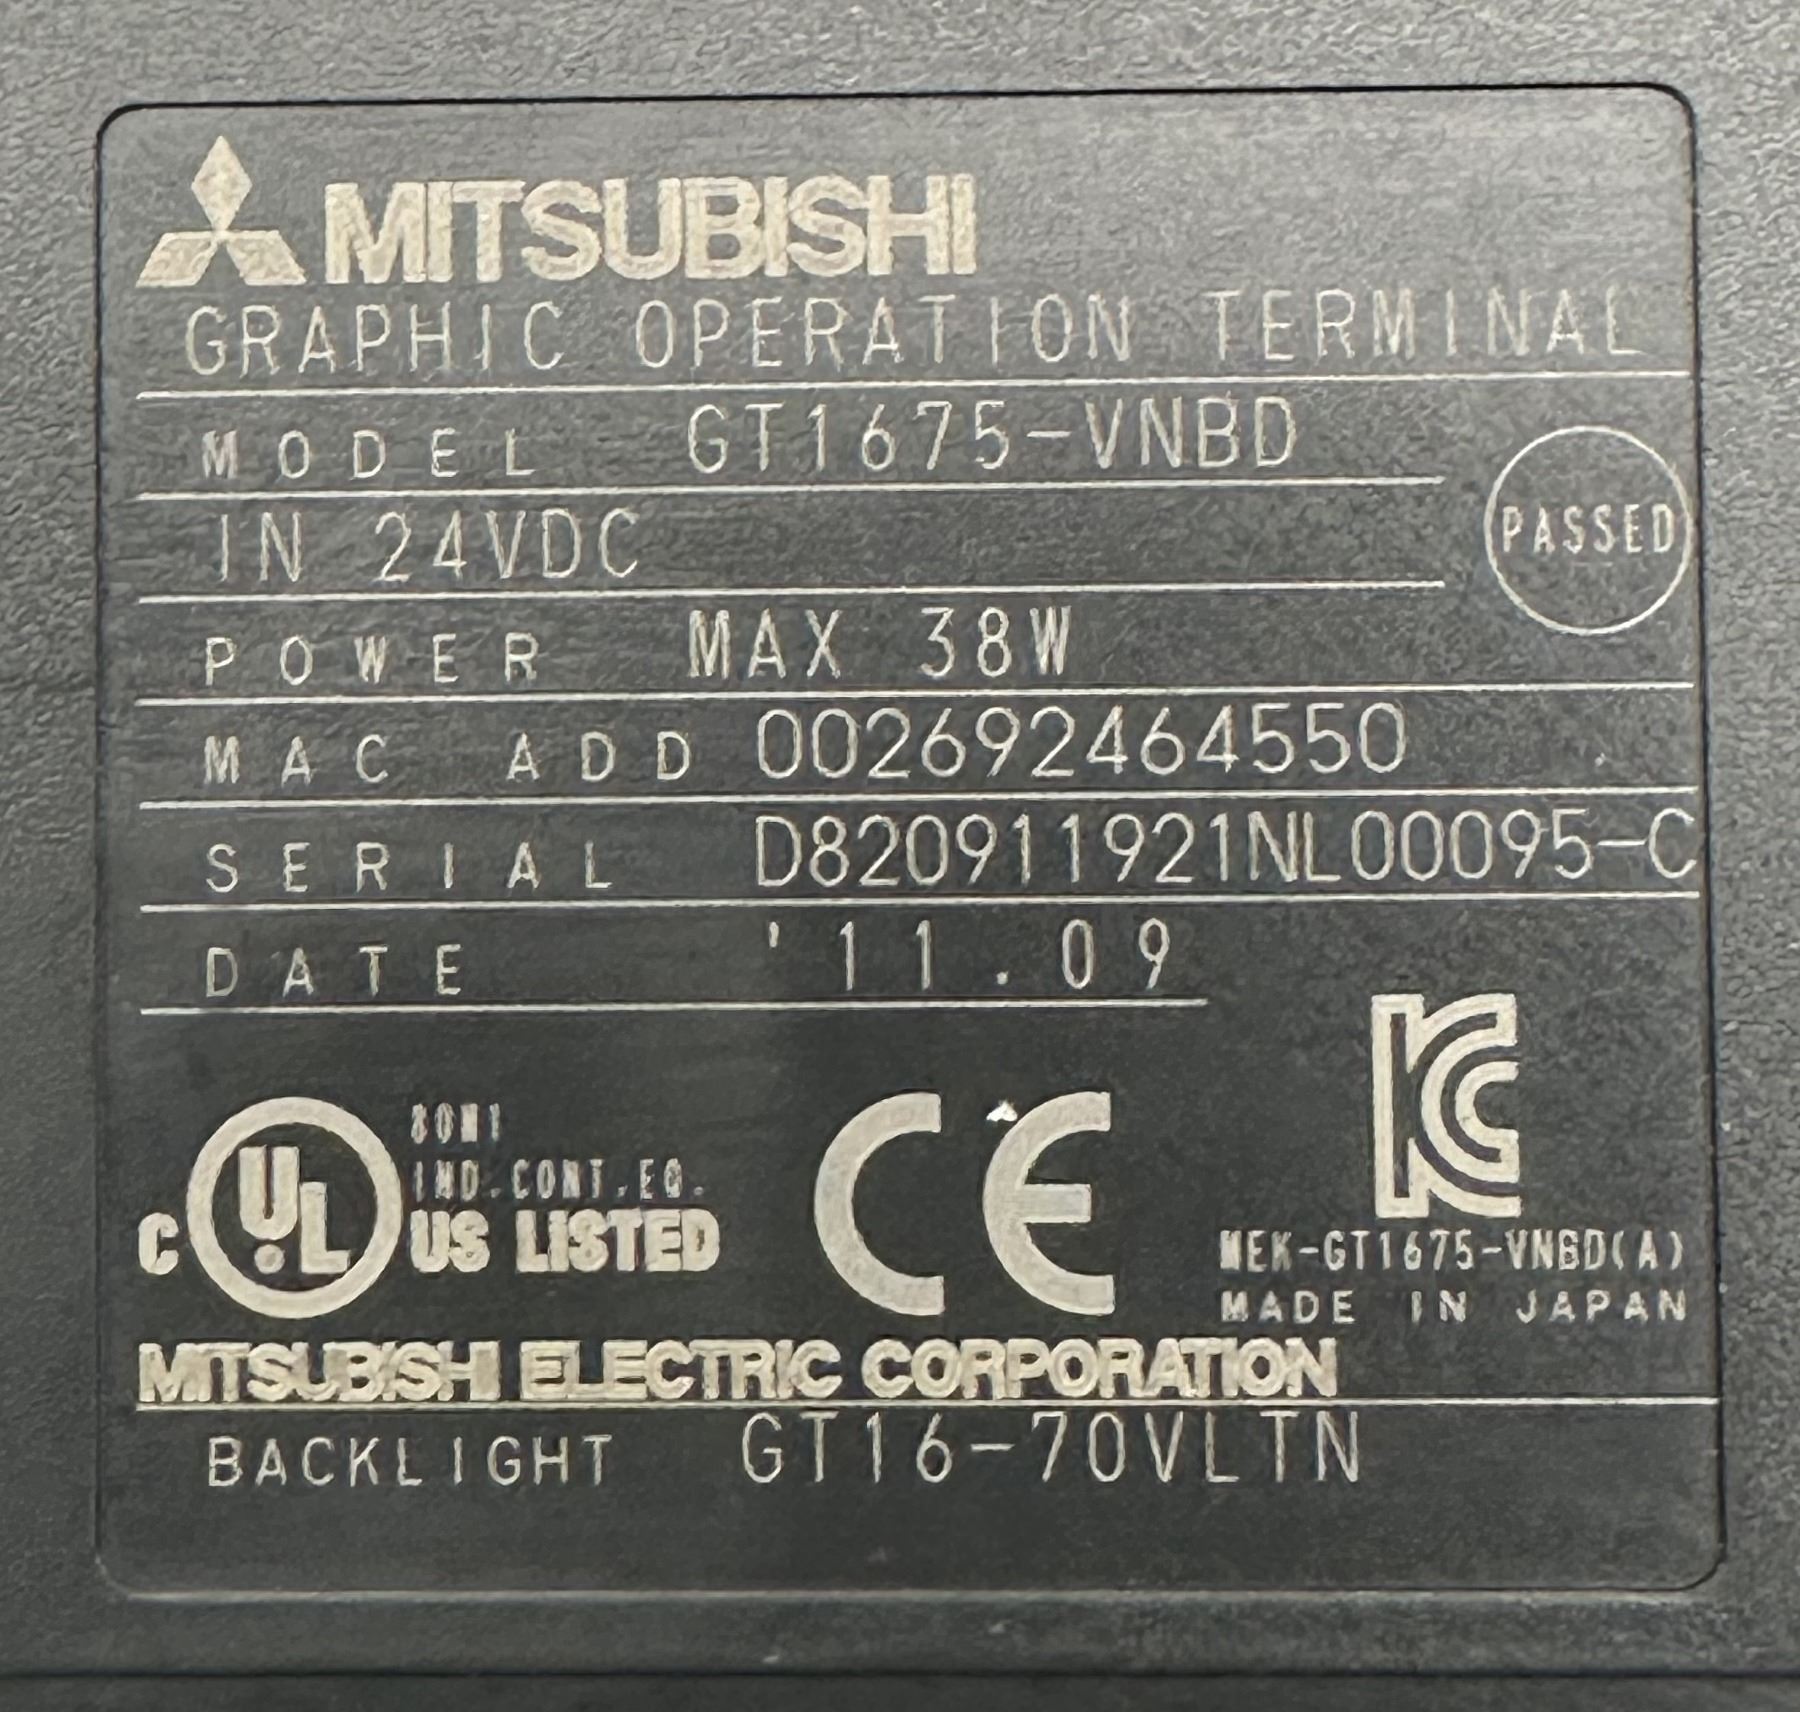 MITSUBISHI
GRAPHIC OPERATION TERMINAL
MODEL GT1675-VNBD
IN 24VDC
PASSED
POWER MAX 38W
MAC ADD 002692464550
SERIAL D820911921NL00095-C
DATE '11.09
80M1
IND.CONT.EQ.
C UL US LISTED
CE
KC
MEK-GT1675-VNBD(A)
MADE IN JAPAN
MITSUBISHI ELECTRIC CORPORATION
BACKLIGHT GT16-70VLTN